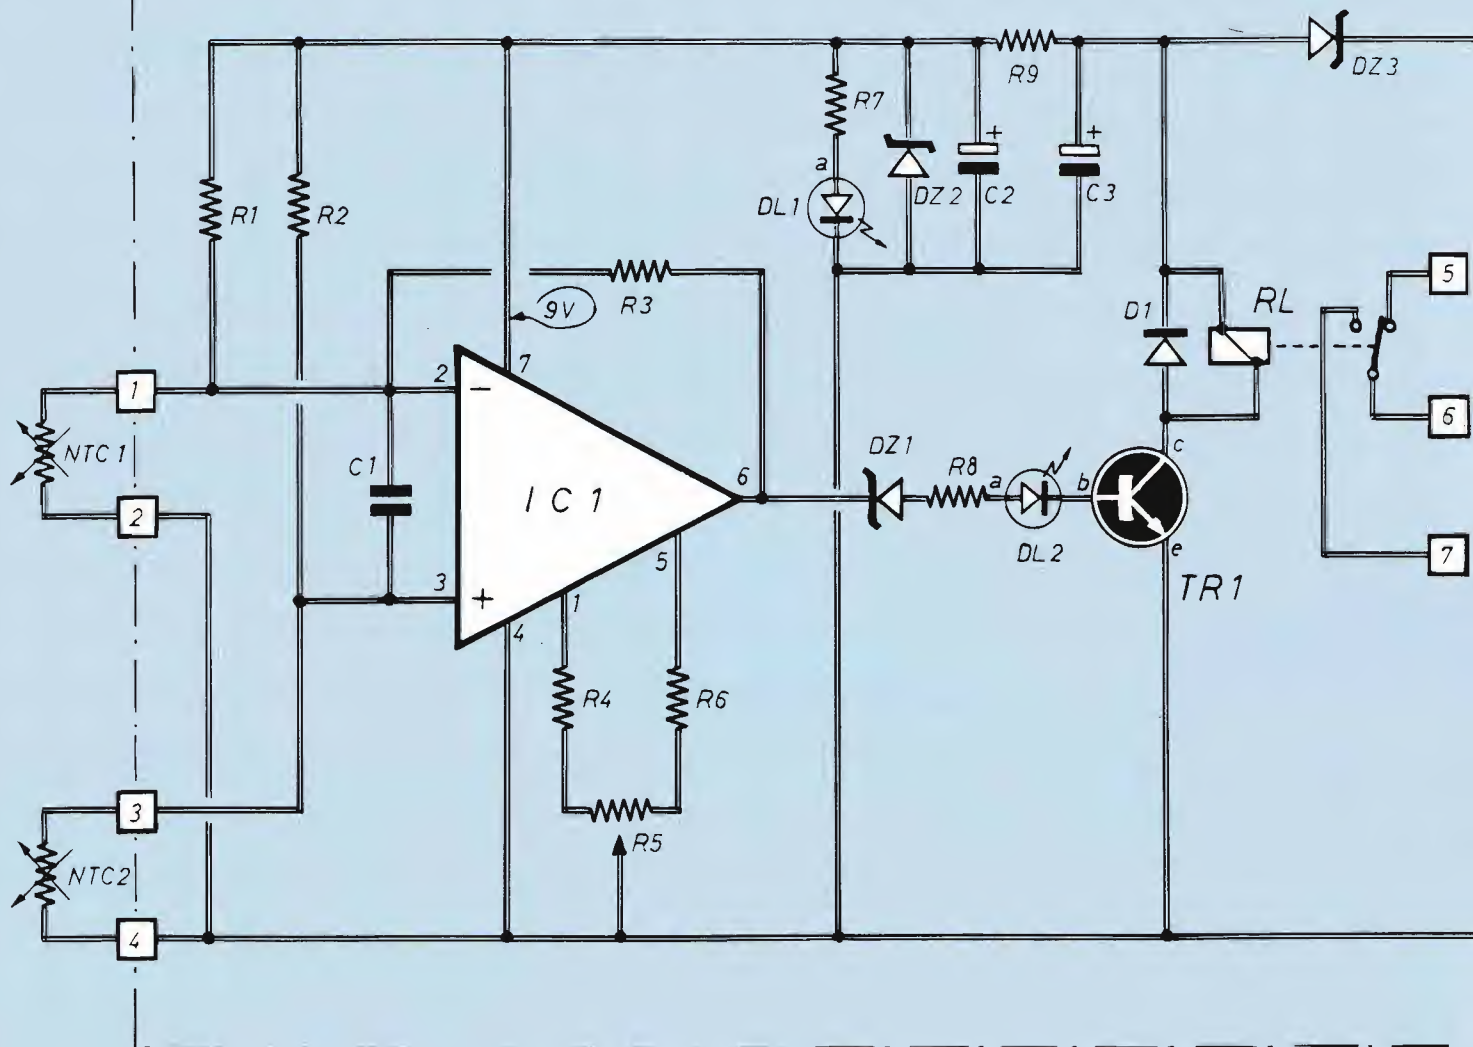 R9
DZ3
R7
a
+
+
R1
R2
DL1
DZ2
C2
C3
5
9V
R3
D1
RL
7
1
2
−
6
NTC1
C1
DZ1
c
6
IC1
R8
a
b
2
5
DL2
e
7
3
+
1
TR1
4
R4
R6
3
R5
NTC2
4